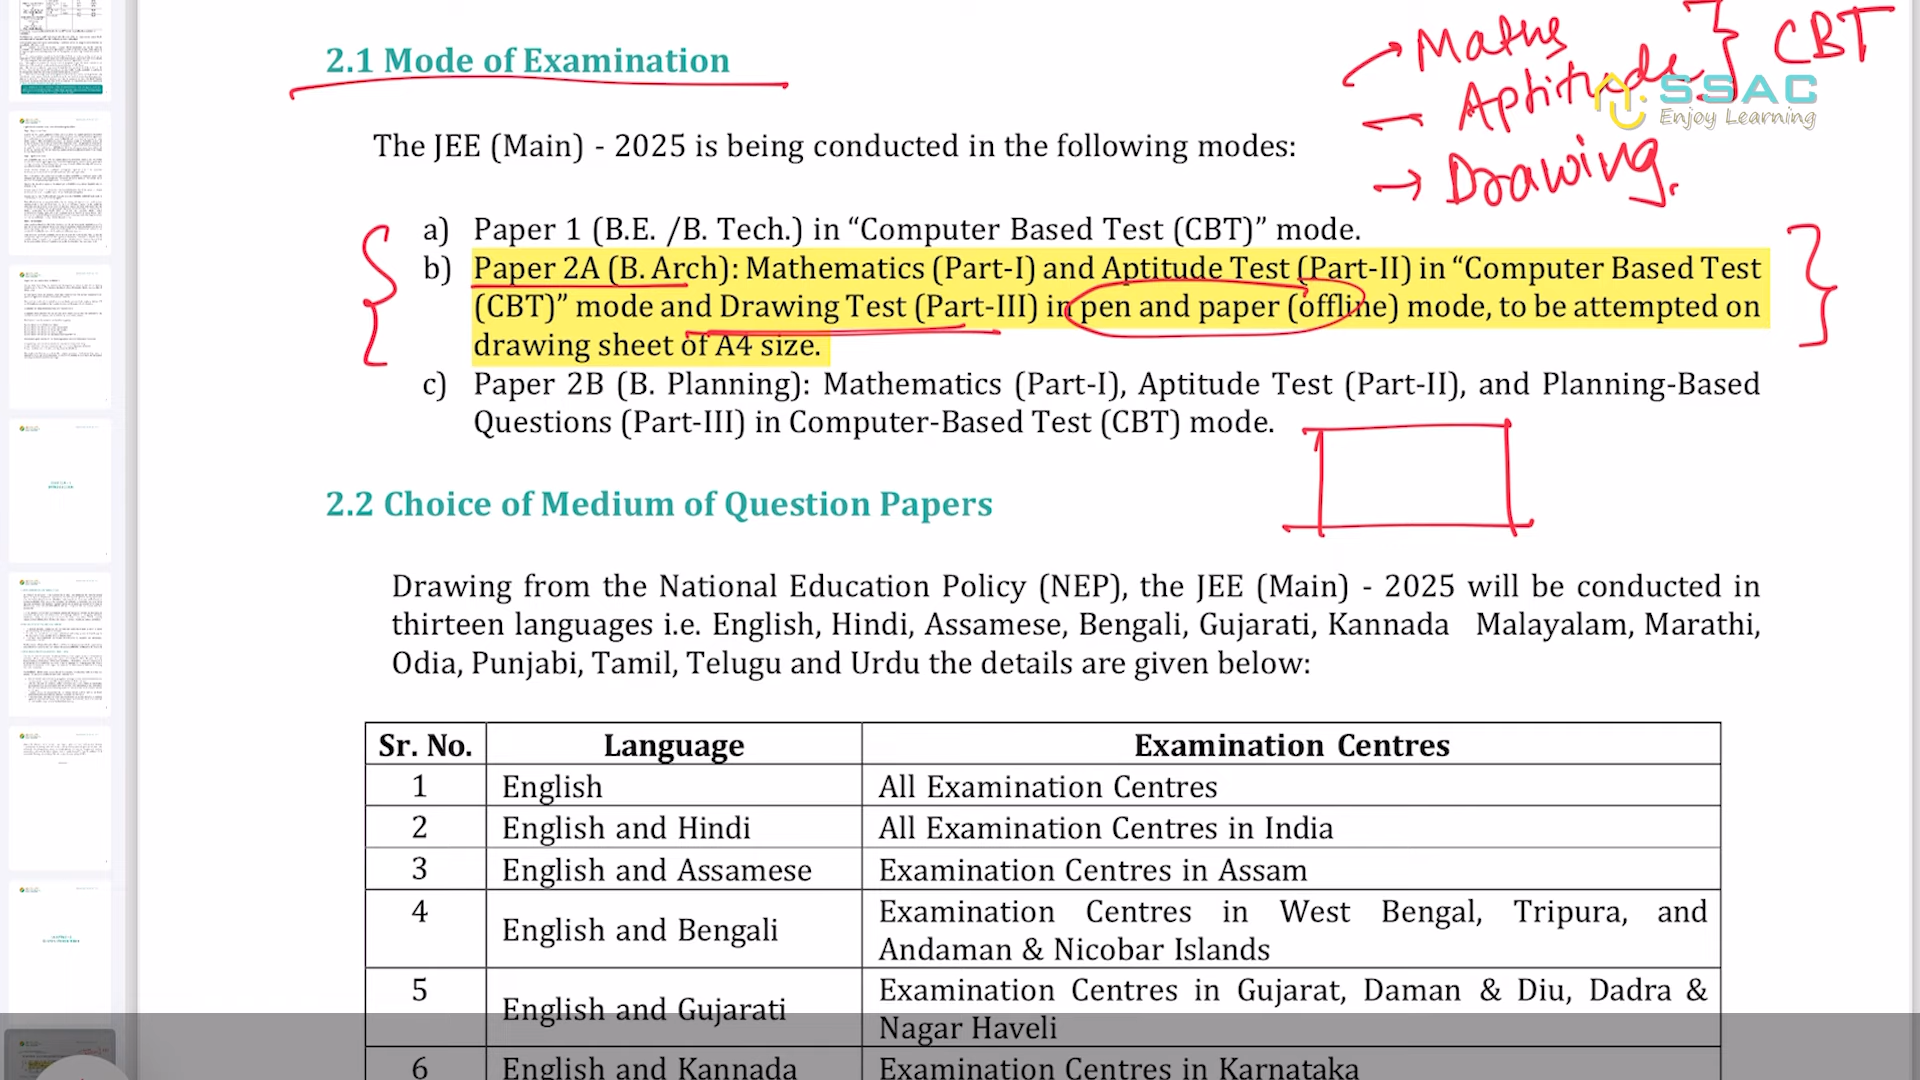 2.1 Mode of Examination
Maths
Aptitude
Drawing.
CBT
SSAC
Enjoy Learning
The JEE (Main) - 2025 is being conducted in the following modes:
a) Paper 1 (B.E. /B. Tech.) in “Computer Based Test (CBT)” mode.
b) Paper 2A (B. Arch): Mathematics (Part-I) and Aptitude Test (Part-II) in “Computer Based Test
(CBT)” mode and Drawing Test (Part-III) in pen and paper (offline) mode, to be attempted on
drawing sheet of A4 size.
c) Paper 2B (B. Planning): Mathematics (Part-I), Aptitude Test (Part-II), and Planning-Based
Questions (Part-III) in Computer-Based Test (CBT) mode.
2.2 Choice of Medium of Question Papers
Drawing from the National Education Policy (NEP), the JEE (Main) - 2025 will be conducted in
thirteen languages i.e. English, Hindi, Assamese, Bengali, Gujarati, Kannada Malayalam, Marathi,
Odia, Punjabi, Tamil, Telugu and Urdu the details are given below:
Sr. No. Language Examination Centres
1 English All Examination Centres
2 English and Hindi All Examination Centres in India
3 English and Assamese Examination Centres in Assam
4 English and Bengali Examination Centres in West Bengal, Tripura, and
Andaman & Nicobar Islands
5 English and Gujarati Examination Centres in Gujarat, Daman & Diu, Dadra &
Nagar Haveli
6 English and Kannada Examination Centres in Karnataka